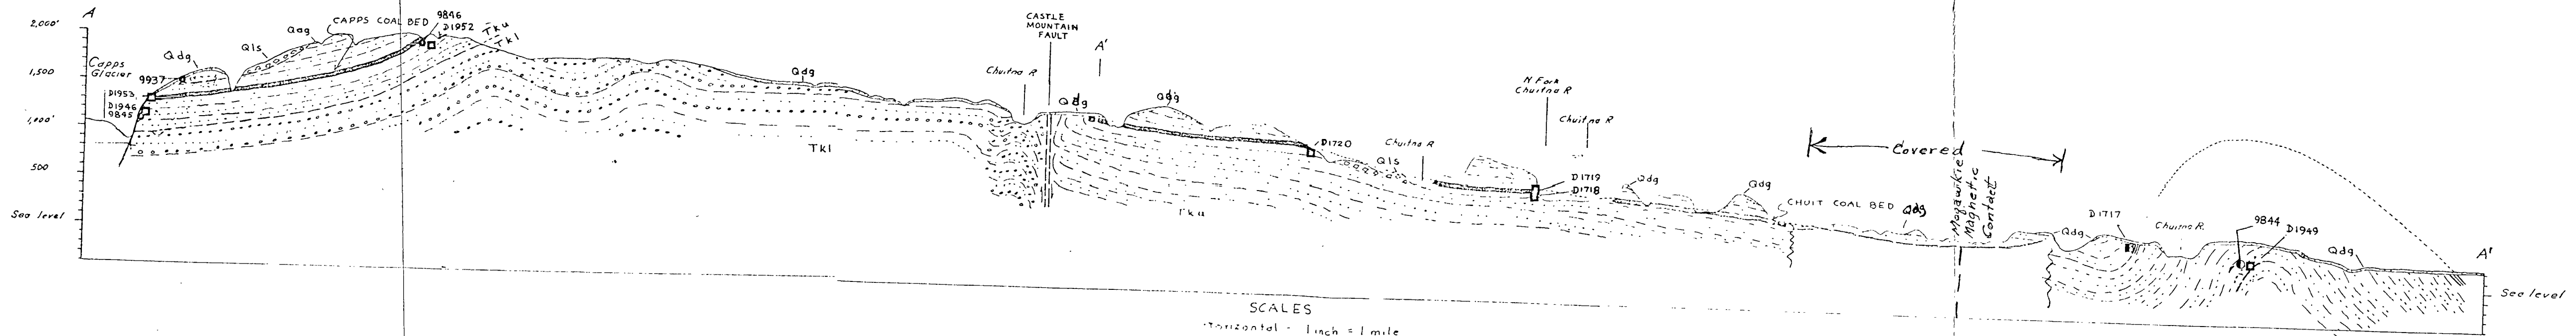 A
2,000'
1,500
1,000'
500
Sea level
Capps
Glacier
9937
D1953
D1946
9845
Qdg
Qls
Qag
CAPPS COAL BED
9846
D1952
Tku
Tkl
Qdg
Tkl
Chuitna R
CASTLE
MOUNTAIN
FAULT
A'
Qdg
Qdg
D1720
Qls
Chuitna R
Tku
N. Fork
Chuitna R
Chuitna R
D1719
D1718
Qdg
Qdg
CHUIT COAL BED
Covered
Qdg
Moquawkie
Magnetic
Contact
Qdg
D1717
Chuitna R.
9844
D1949
Qdg
A'
Sea level
SCALES
Horizontal - 1 inch = 1 mile